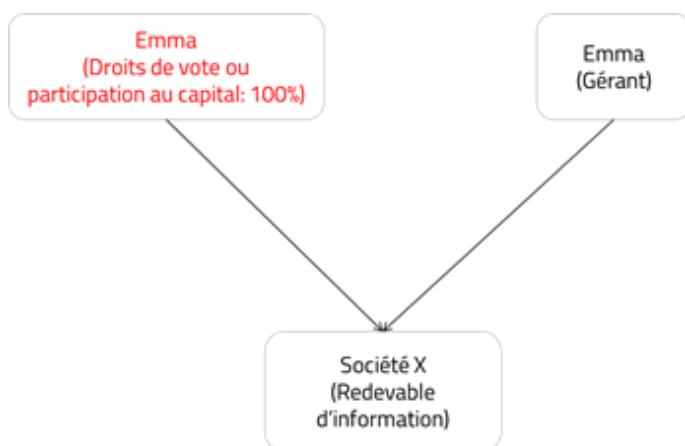 Emma
(Droits de vote ou
participation au capital: 100%)
Emma
(Gérant)
Société X
(Redevable
d'information)